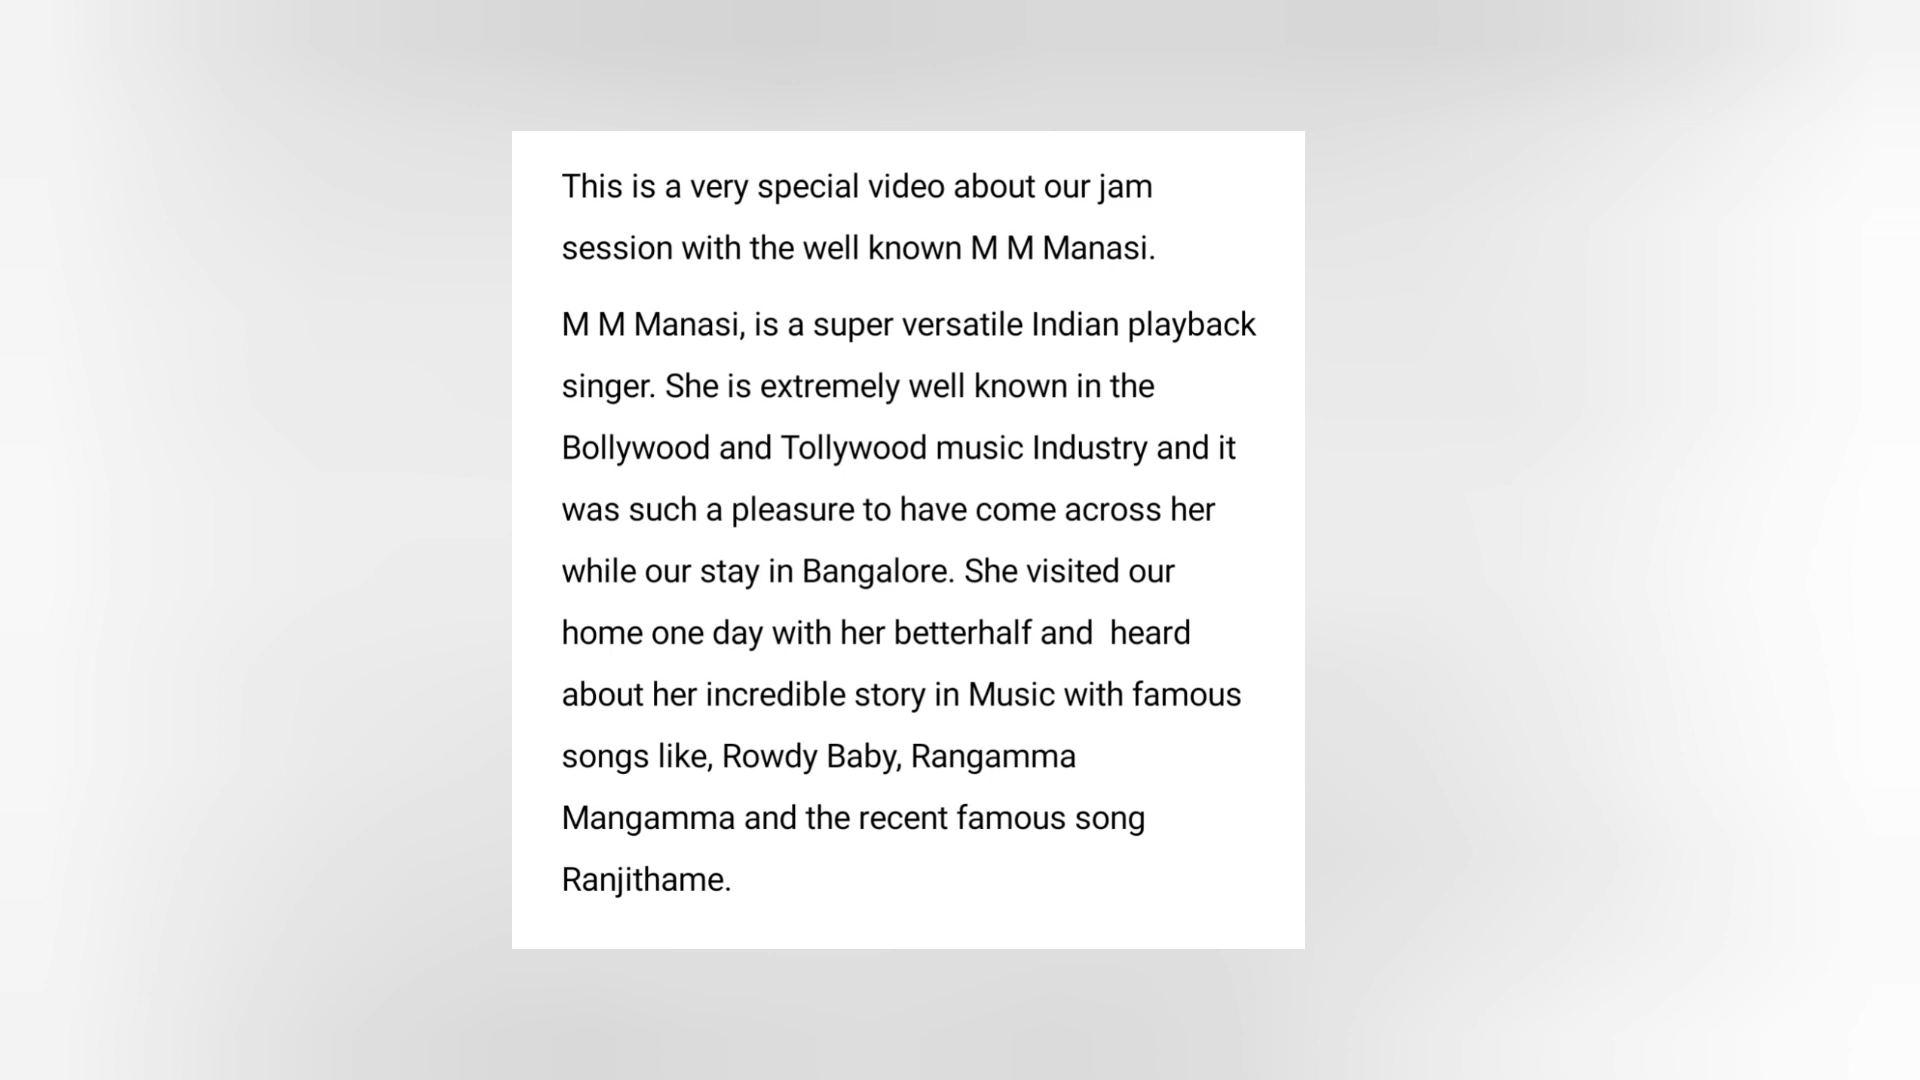 This is a very special video about our jam
session with the well known M M Manasi.
M M Manasi, is a super versatile Indian playback
singer. She is extremely well known in the
Bollywood and Tollywood music Industry and it
was such a pleasure to have come across her
while our stay in Bangalore. She visited our
home one day with her betterhalf and  heard
about her incredible story in Music with famous
songs like, Rowdy Baby, Rangamma
Mangamma and the recent famous song
Ranjithame.